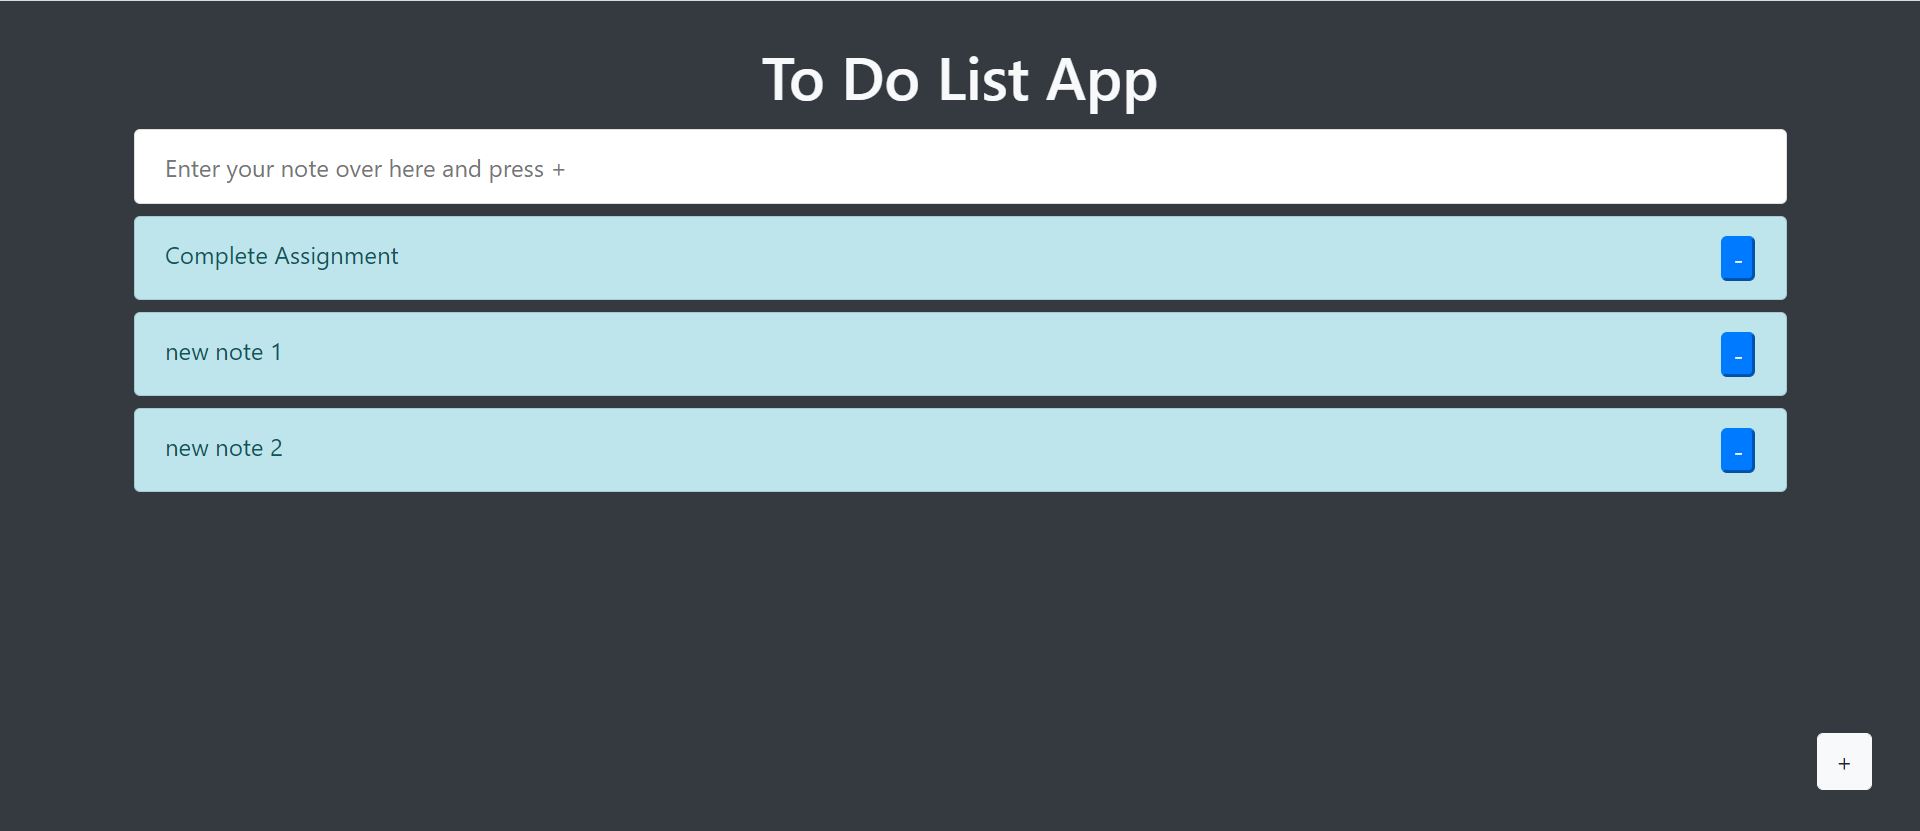 To Do List App
Enter your note over here and press +
Complete Assignment
-
new note 1
-
new note 2
-
+